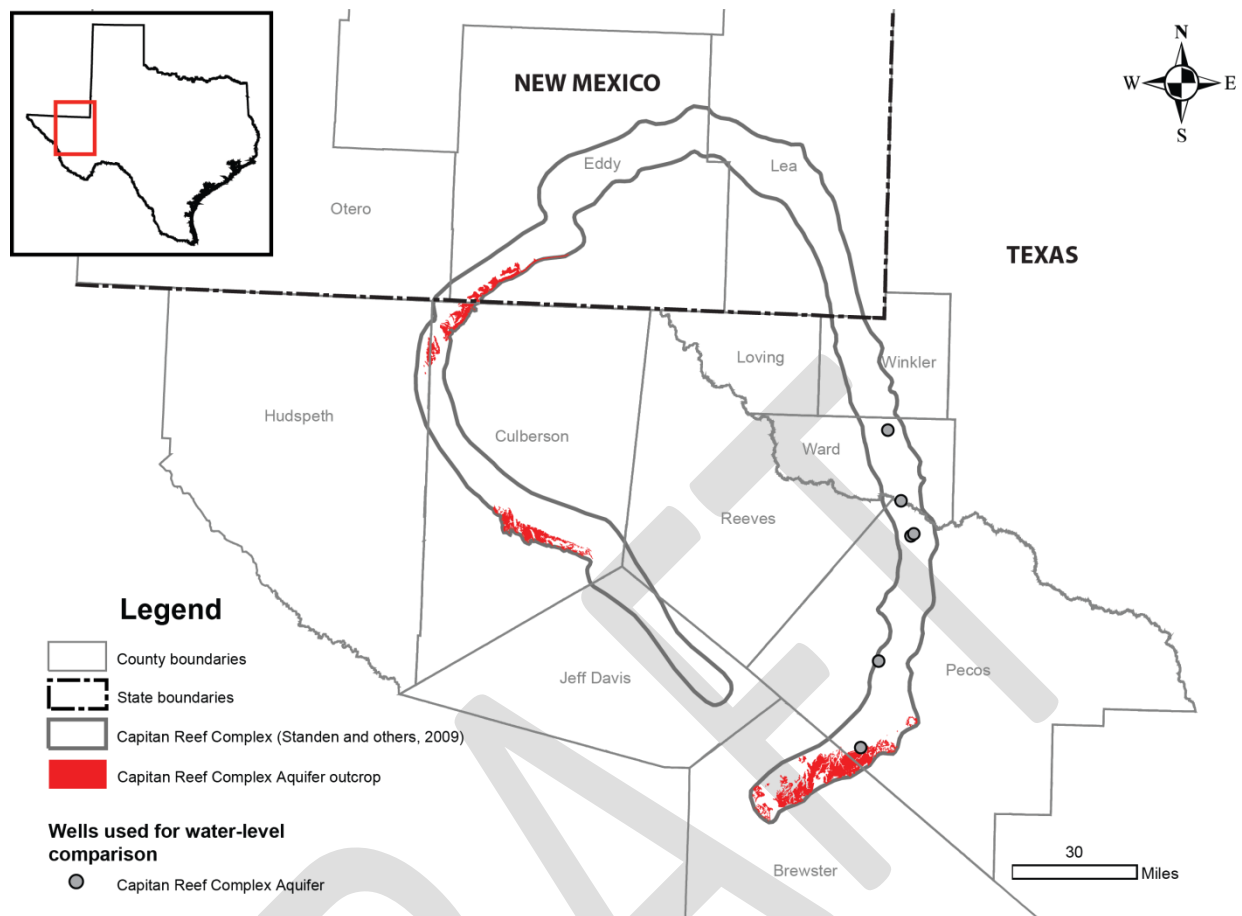 NEW MEXICO
N
W E
S
Eddy
Lea
Otero
TEXAS
Loving
Winkler
Hudspeth
Culberson
Ward
Reeves
Legend
County boundaries
State boundaries
Capitan Reef Complex (Standen and others, 2009)
Capitan Reef Complex Aquifer outcrop
Wells used for water-level
comparison
Capitan Reef Complex Aquifer
Jeff Davis
Pecos
Brewster
30
Miles
DRAFT